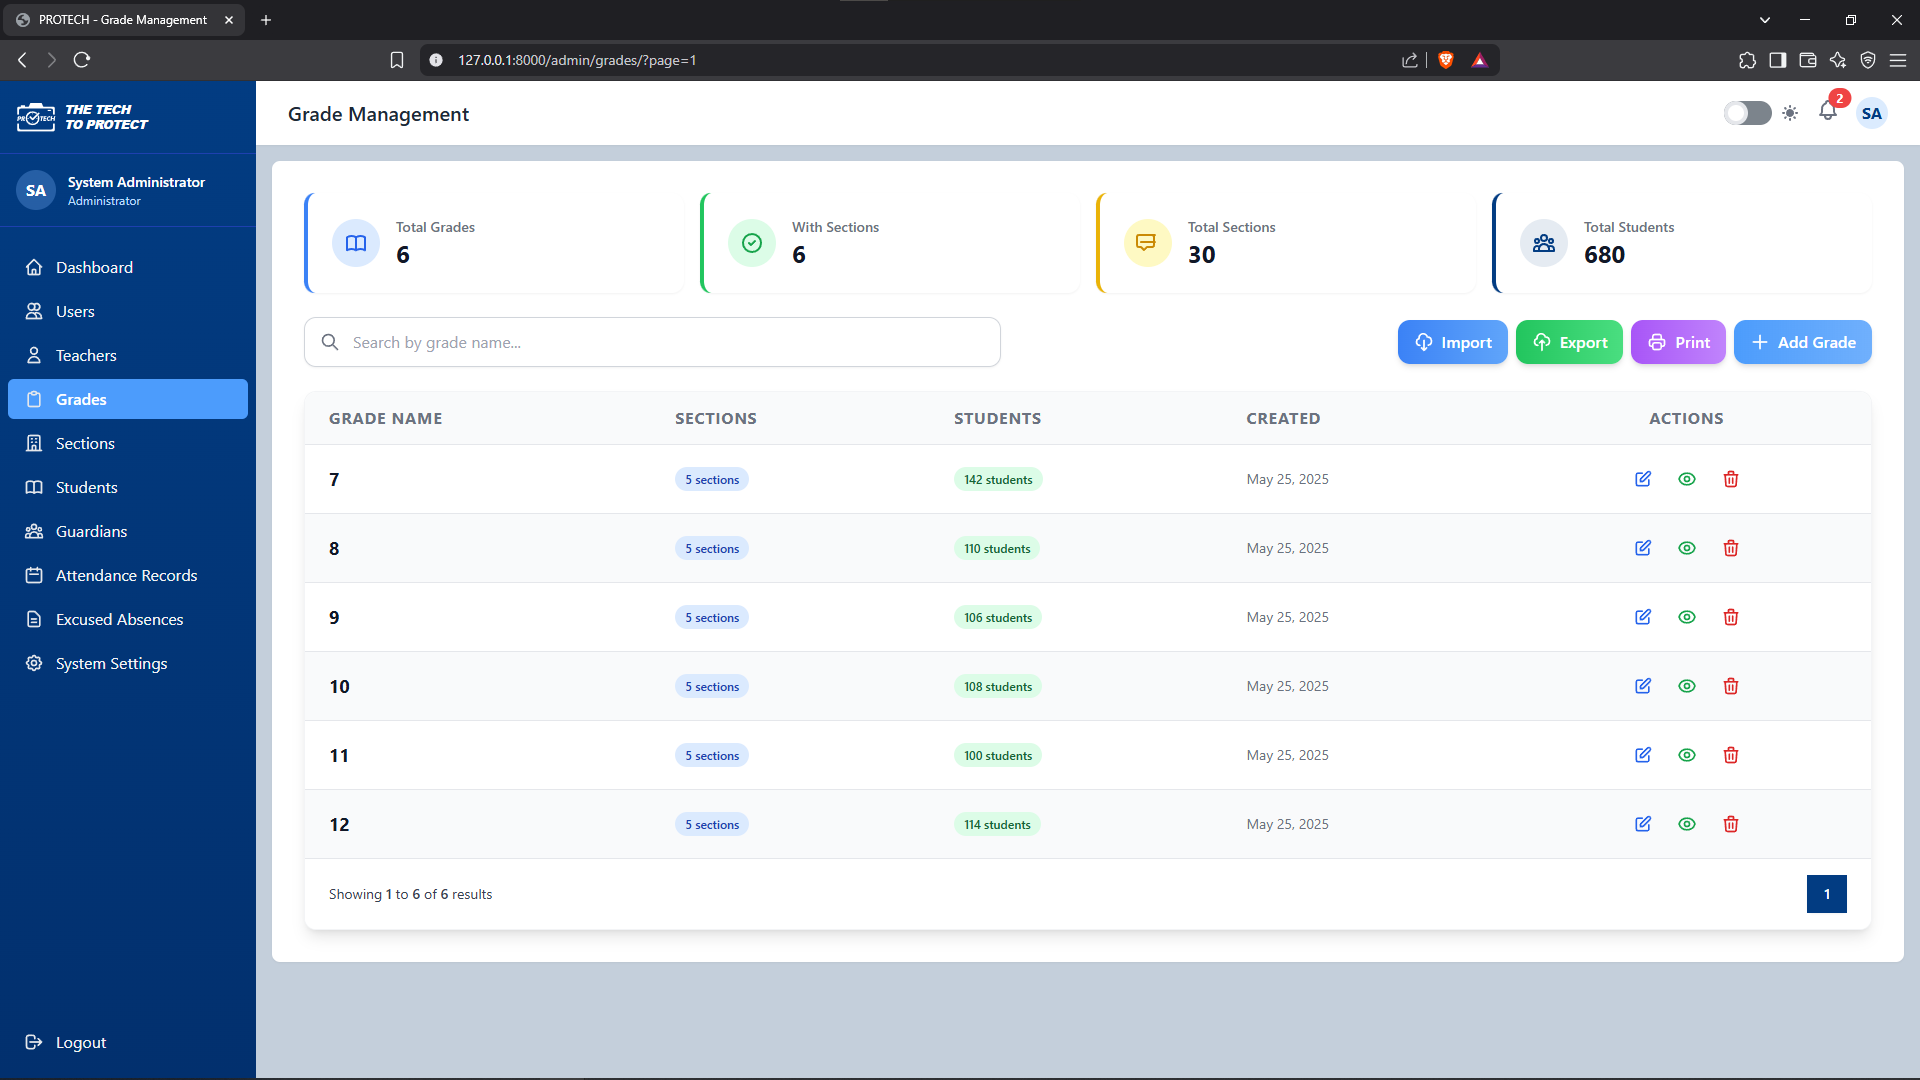 PROTECH - Grade Management
127.0.0.1:8000/admin/grades/?page=1
PROTECH
THE TECH
TO PROTECT
SA
System Administrator
Administrator
Dashboard
Users
Teachers
Grades
Sections
Students
Guardians
Attendance Records
Excused Absences
System Settings
Logout
Grade Management
2
SA
Total Grades
6
With Sections
6
Total Sections
30
Total Students
680
Search by grade name...
Import
Export
Print
Add Grade
GRADE NAME SECTIONS STUDENTS CREATED ACTIONS
7 5 sections 142 students May 25, 2025
8 5 sections 110 students May 25, 2025
9 5 sections 106 students May 25, 2025
10 5 sections 108 students May 25, 2025
11 5 sections 100 students May 25, 2025
12 5 sections 114 students May 25, 2025
Showing 1 to 6 of 6 results
1